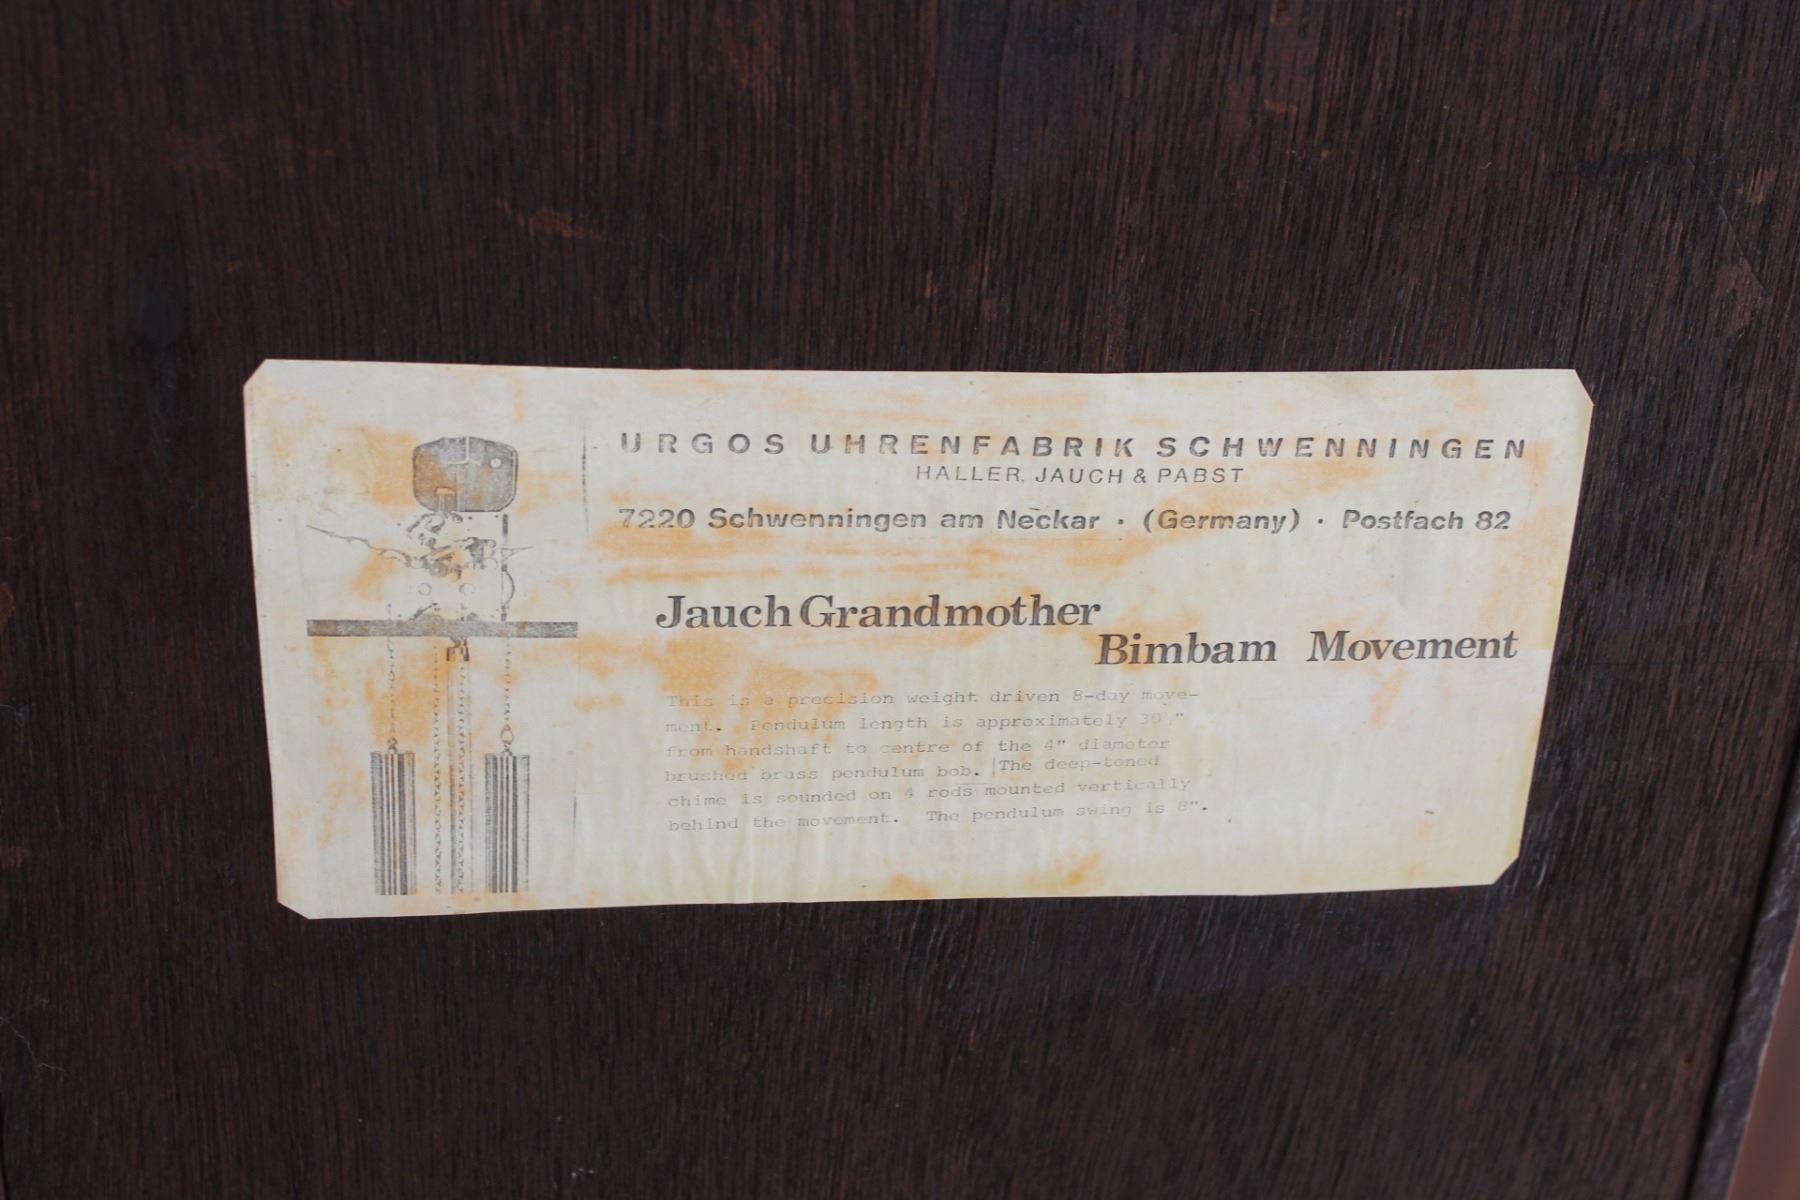 URGOS UHRENFABRIK SCHWENNINGEN
HALLER, JAUCH & PABST
7220 Schwenningen am Neckar · (Germany) · Postfach 82
Jauch Grandmother
Bimbam Movement
This is a precision weight driven 8-day move-
ment. Pendulum length is approximately
from handshaft to centre of the 4" diameter
brushed brass pendulum bob. The deep-toned
chime is sounded on 4 rods mounted vertically
behind the movement. The pendulum swing is 8".